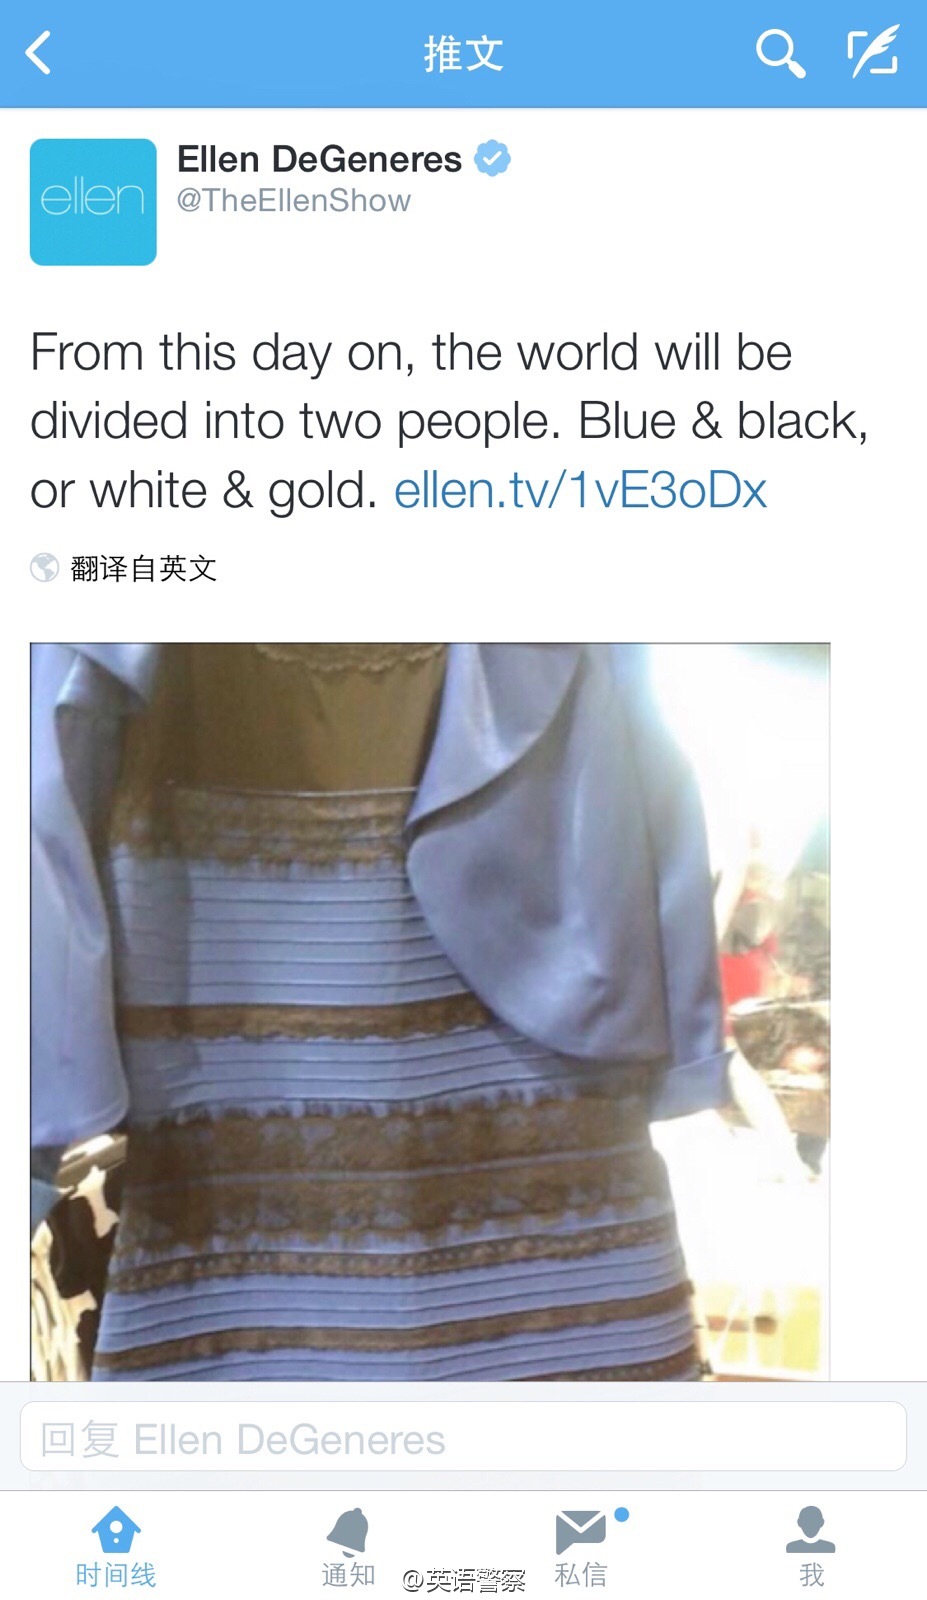 推文
ellen
Ellen DeGeneres
@TheEllenShow
From this day on, the world will be
divided into two people. Blue & black,
or white & gold. ellen.tv/1vE3oDx
翻译自英文
回复 Ellen DeGeneres
时间线
通知
私信
我
@英语警察